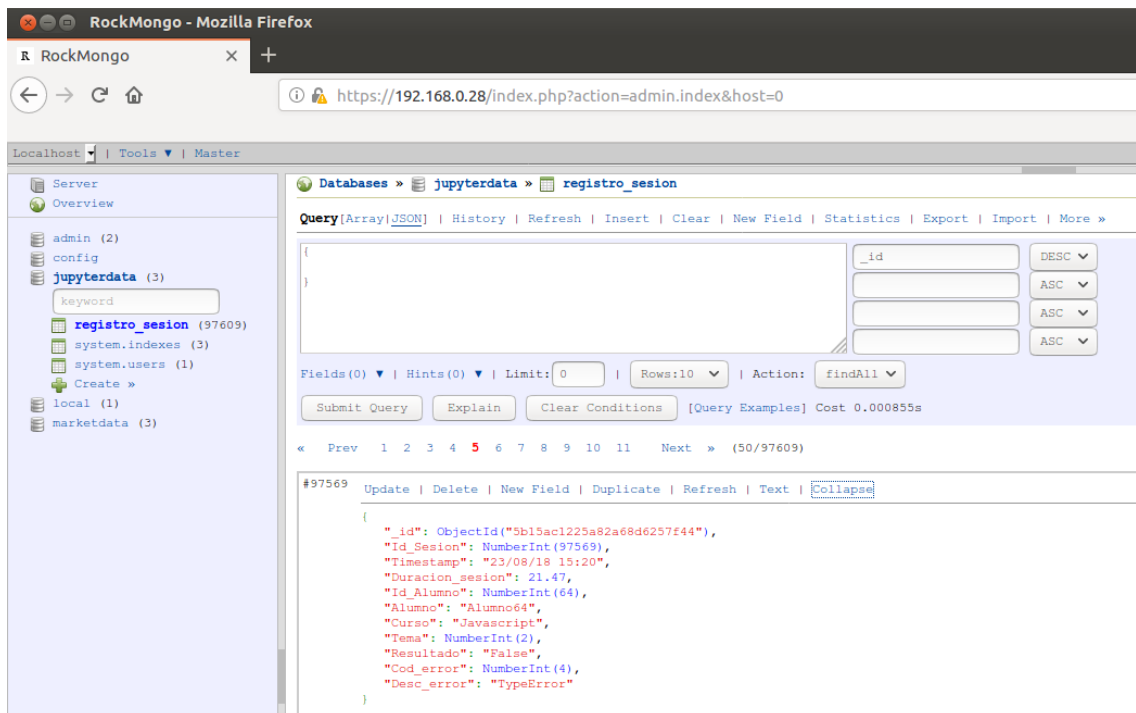 RockMongo - Mozilla Firefox
R RockMongo × +
https://192.168.0.28/index.php?action=admin.index&host=0
Localhost ▾ | Tools ▼ | Master
Server
Overview
admin (2)
config
jupyterdata (3)
keyword
registro_sesion (97609)
system.indexes (3)
system.users (1)
Create »
local (1)
marketdata (3)
Databases » jupyterdata » registro_sesion
Query[Array|JSON] | History | Refresh | Insert | Clear | New Field | Statistics | Export | Import | More »
{
}
_id DESC
ASC
ASC
ASC
Fields(0) ▼ | Hints(0) ▼ | Limit: 0 | Rows:10 | Action: findAll
Submit Query Explain Clear Conditions [Query Examples] Cost 0.000855s
« Prev 1 2 3 4 5 6 7 8 9 10 11 Next » (50/97609)
#97569 Update | Delete | New Field | Duplicate | Refresh | Text | Collapse
{
"_id": ObjectId("5b15ac1225a82a68d6257f44"),
"Id_Sesion": NumberInt(97569),
"Timestamp": "23/08/18 15:20",
"Duracion_sesion": 21.47,
"Id_Alumno": NumberInt(64),
"Alumno": "Alumno64",
"Curso": "Javascript",
"Tema": NumberInt(2),
"Resultado": "False",
"Cod_error": NumberInt(4),
"Desc_error": "TypeError"
}